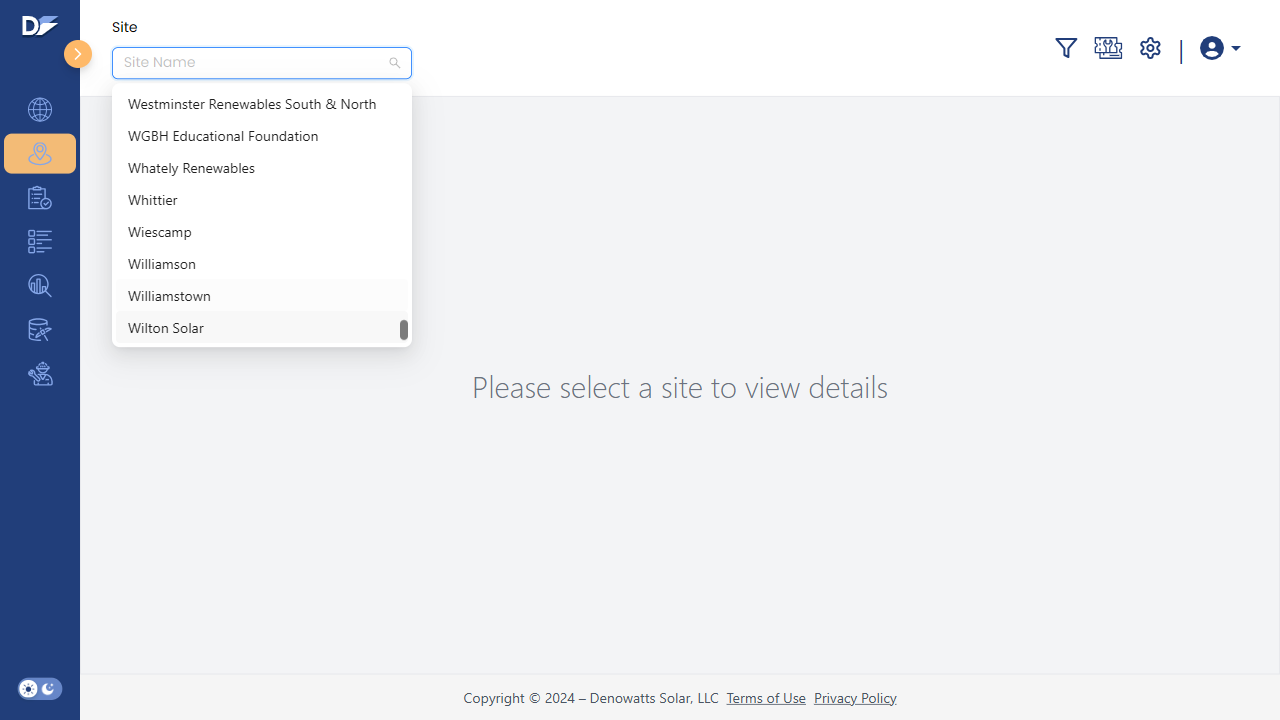 Site
Site Name
Westminster Renewables South & North
WGBH Educational Foundation
Whately Renewables
Whittier
Wiescamp
Williamson
Williamstown
Wilton Solar
Please select a site to view details
Copyright © 2024 – Denowatts Solar, LLC Terms of Use Privacy Policy